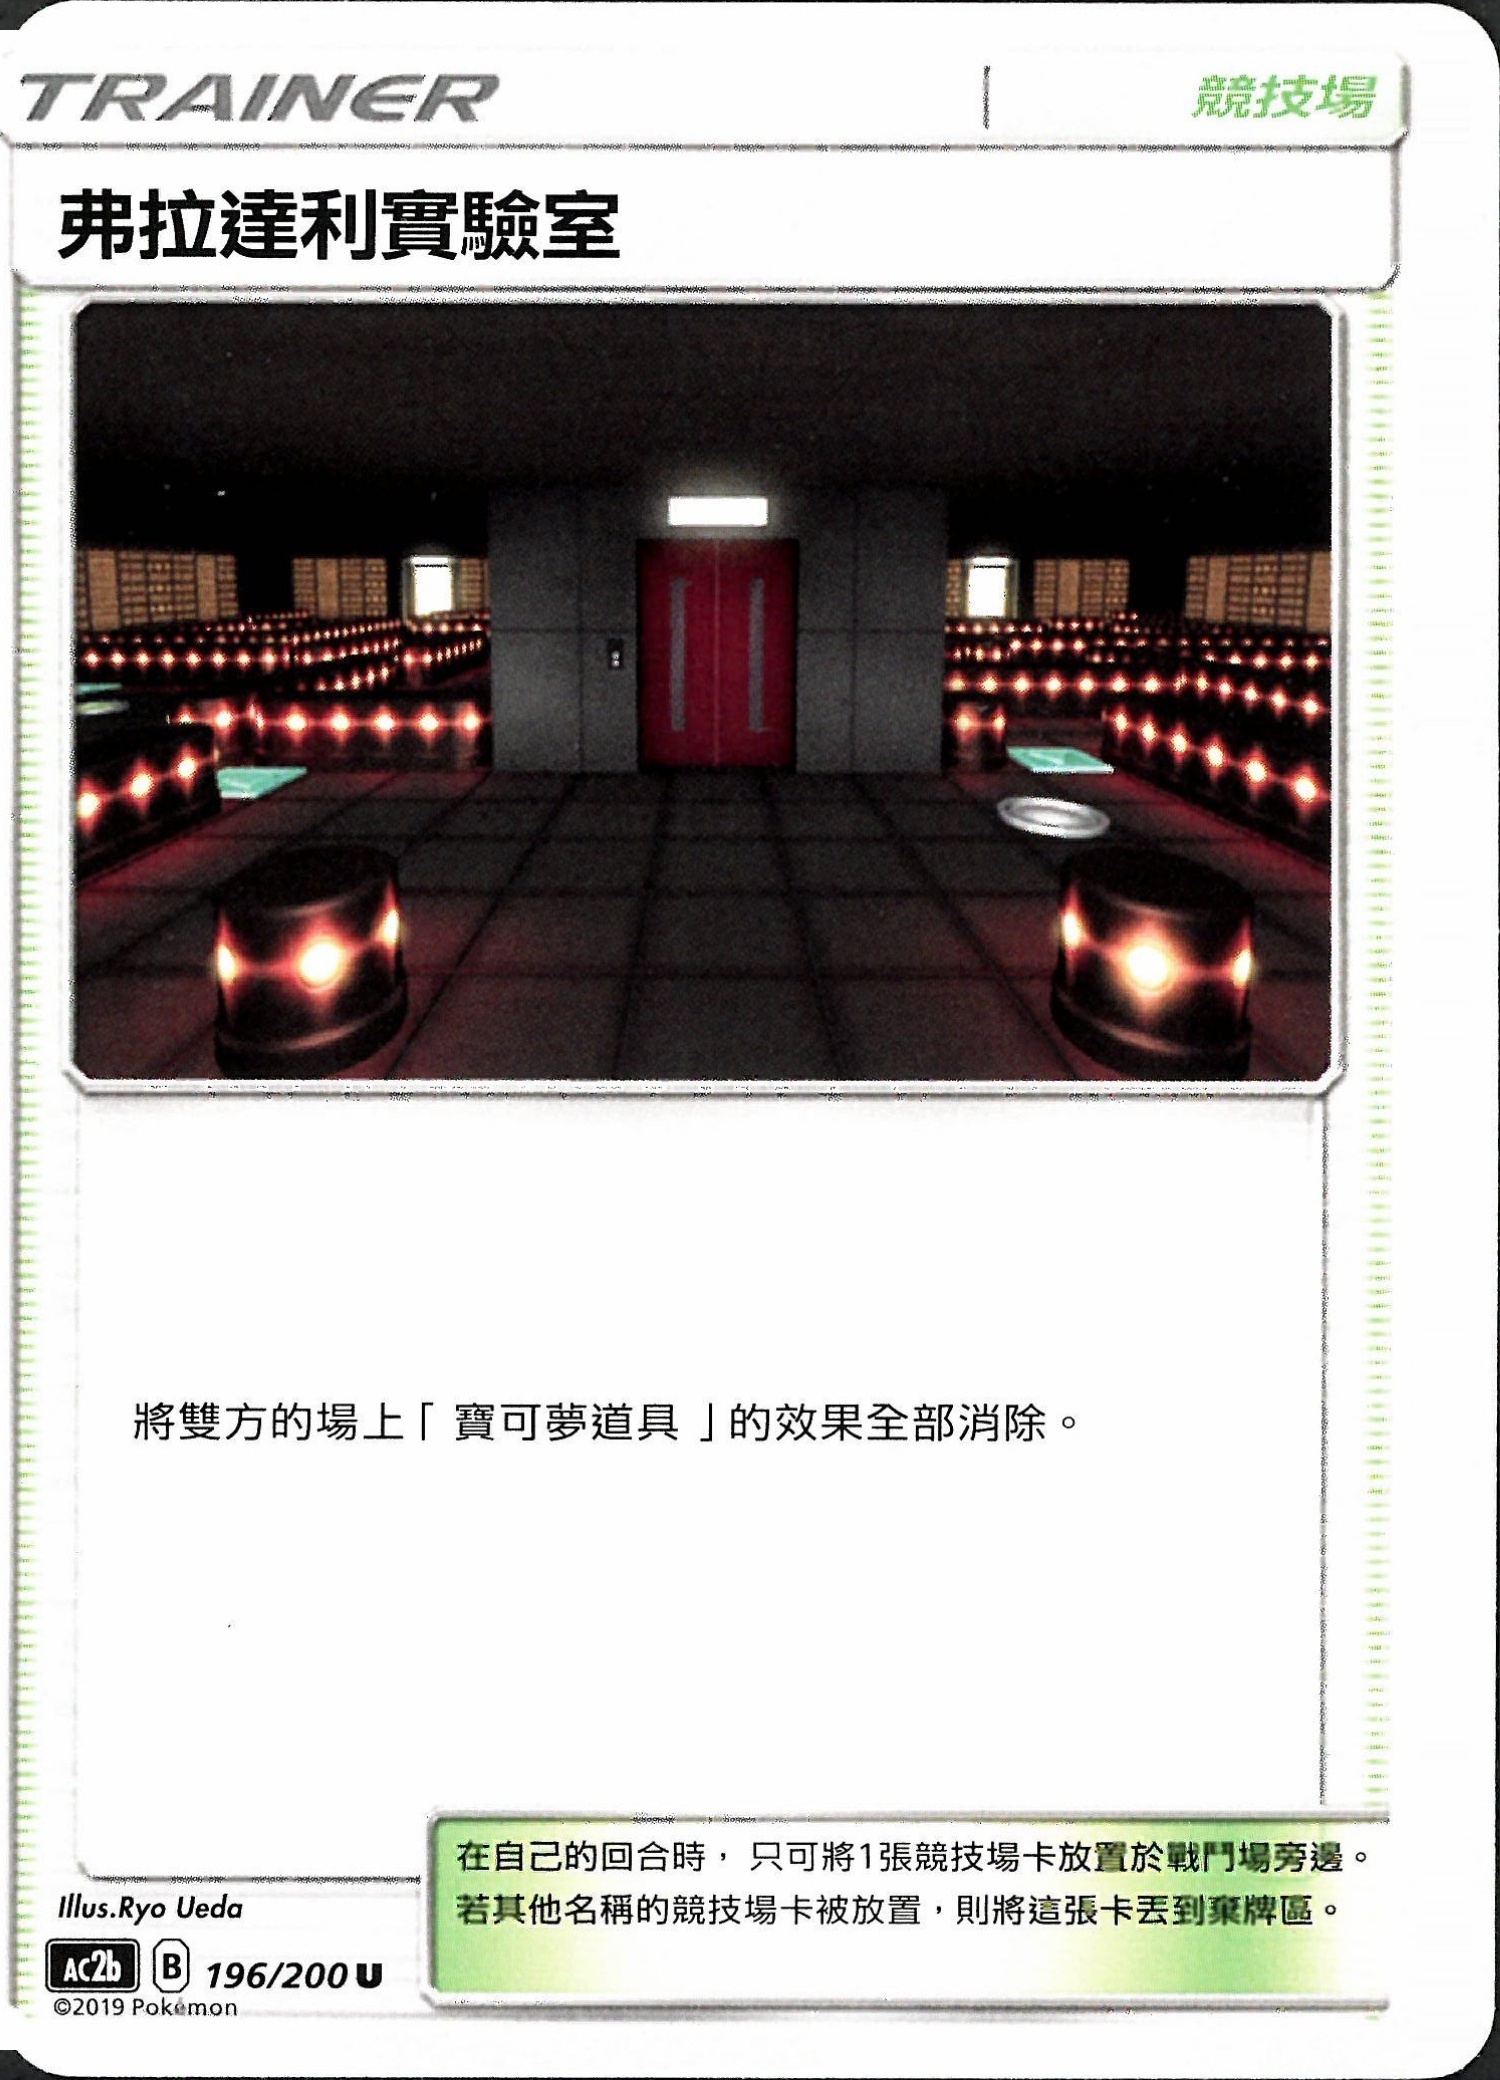 TRAINER
競技場
弗拉達利實驗室
將雙方的場上「寶可夢道具」的效果全部消除。
在自己的回合時，只可將1張競技場卡放置於戰鬥場旁邊。
若其他名稱的競技場卡被放置，則將這張卡丟到棄牌區。
Illus.Ryo Ueda
AC2b B 196/200 U
©2019 Pokémon